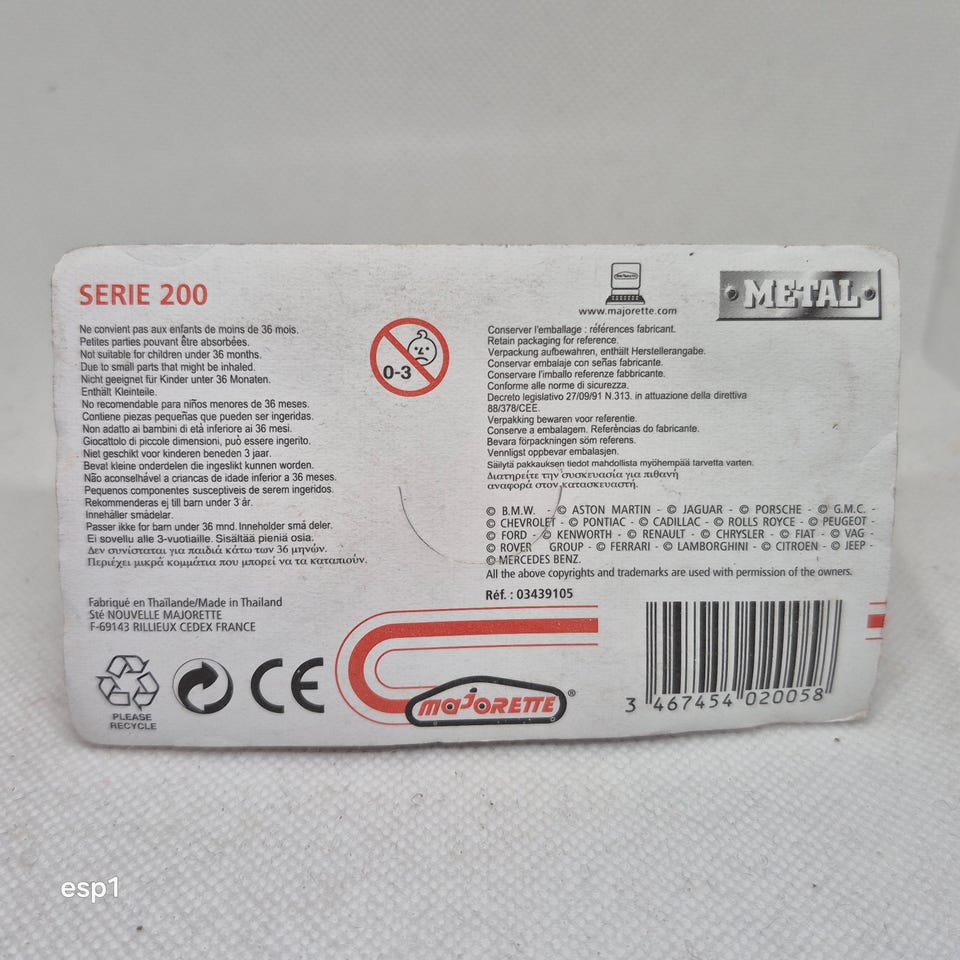 SERIE 200
Ne convient pas aux enfants de moins de 36 mois.
Petites parties pouvant être absorbées.
Not suitable for children under 36 months.
Due to small parts that might be inhaled.
Nicht geeignet für Kinder unter 36 Monaten.
Enthält Kleinteile.
No recomendable para niños menores de 36 meses.
Contiene piezas pequeñas que pueden ser ingeridas.
Non adatto ai bambini di età inferiore ai 36 mesi.
Giocattolo di piccole dimensioni, può essere ingerito.
Niet geschikt voor kinderen beneden 3 jaar.
Bevat kleine onderdelen die ingeslikt kunnen worden.
Não aconselhável a criancas de idade inferior a 36 meses.
Pequenos componentes susceptiveis de serem ingeridos.
Rekommenderas ej till barn under 3 år.
Innehåller smådelar.
Passer ikke for barn under 36 mnd. Inneholder små deler.
Ei sovellu alle 3-vuotiaille. Sisältää pieniä osia.
Δεν συνίσταται για παιδιά κάτω των 36 μηνών.
Περιέχει μικρά κομμάτια που μπορεί να τα καταπιούν.
0-3
www.majorette.com
METAL
Conserver l'emballage : références fabricant.
Retain packaging for reference.
Verpackung aufbewahren, enthält Herstellerangabe.
Conservar embalaje con señas fabricante.
Conservare l'imballo referenze fabbricante.
Conforme alle norme di sicurezza.
Decreto legislativo 27/09/91 N.313. in attuazione della direttiva
88/378/CEE.
Verpakking bewaren voor referentie.
Conserve a embalagem. Referências do fabricante.
Bevara förpackningen söm referens.
Vennligst oppbevar embalasjen.
Säilytä pakkauksen tiedot mahdollista myöhempää tarvetta varten.
Διατηρείτε την συσκευασία για πιθανή
αναφορά στον κατασκευαστή.
© B.M.W. - © ASTON MARTIN - © JAGUAR - © PORSCHE - © G.M.C. -
© CHEVROLET - © PONTIAC - © CADILLAC - © ROLLS ROYCE - © PEUGEOT -
© FORD - © KENWORTH - © RENAULT - © CHRYSLER - © FIAT - © VAG -
© ROVER GROUP - © FERRARI - © LAMBORGHINI - © CITROEN - © JEEP -
© MERCEDES BENZ.
All the above copyrights and trademarks are used with permission of the owners.
Réf. : 03439105
Fabriqué en Thaïlande/Made in Thailand
Sté NOUVELLE MAJORETTE
F-69143 RILLIEUX CEDEX FRANCE
PLEASE
RECYCLE
CE
MAJORETTE®
3 467454 020058
esp1